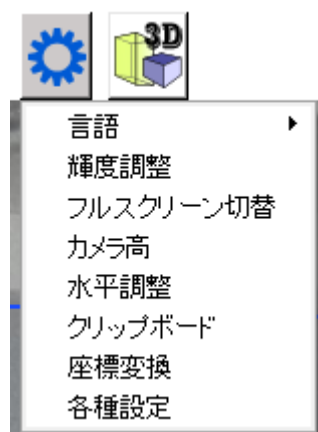 3D
言語
輝度調整
フルスクリーン切替
カメラ高
水平調整
クリップボード
座標変換
各種設定